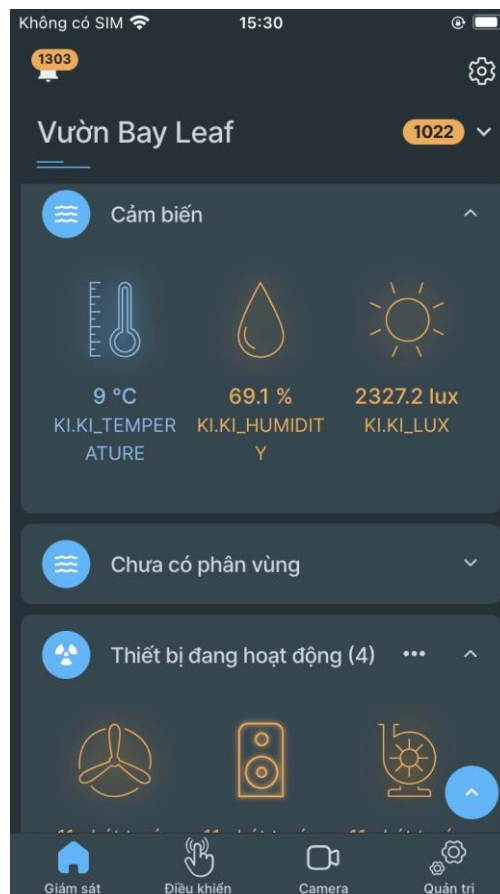 Không có SIM 15:30
1303
Vườn Bay Leaf 1022
Cảm biến
9 °C 69.1 % 2327.2 lux
KI.KI_TEMPER KI.KI_HUMIDIT KI.KI_LUX
ATURE Y
Chưa có phân vùng
Thiết bị đang hoạt động (4)
Giám sát Điều khiển Camera Quản trị